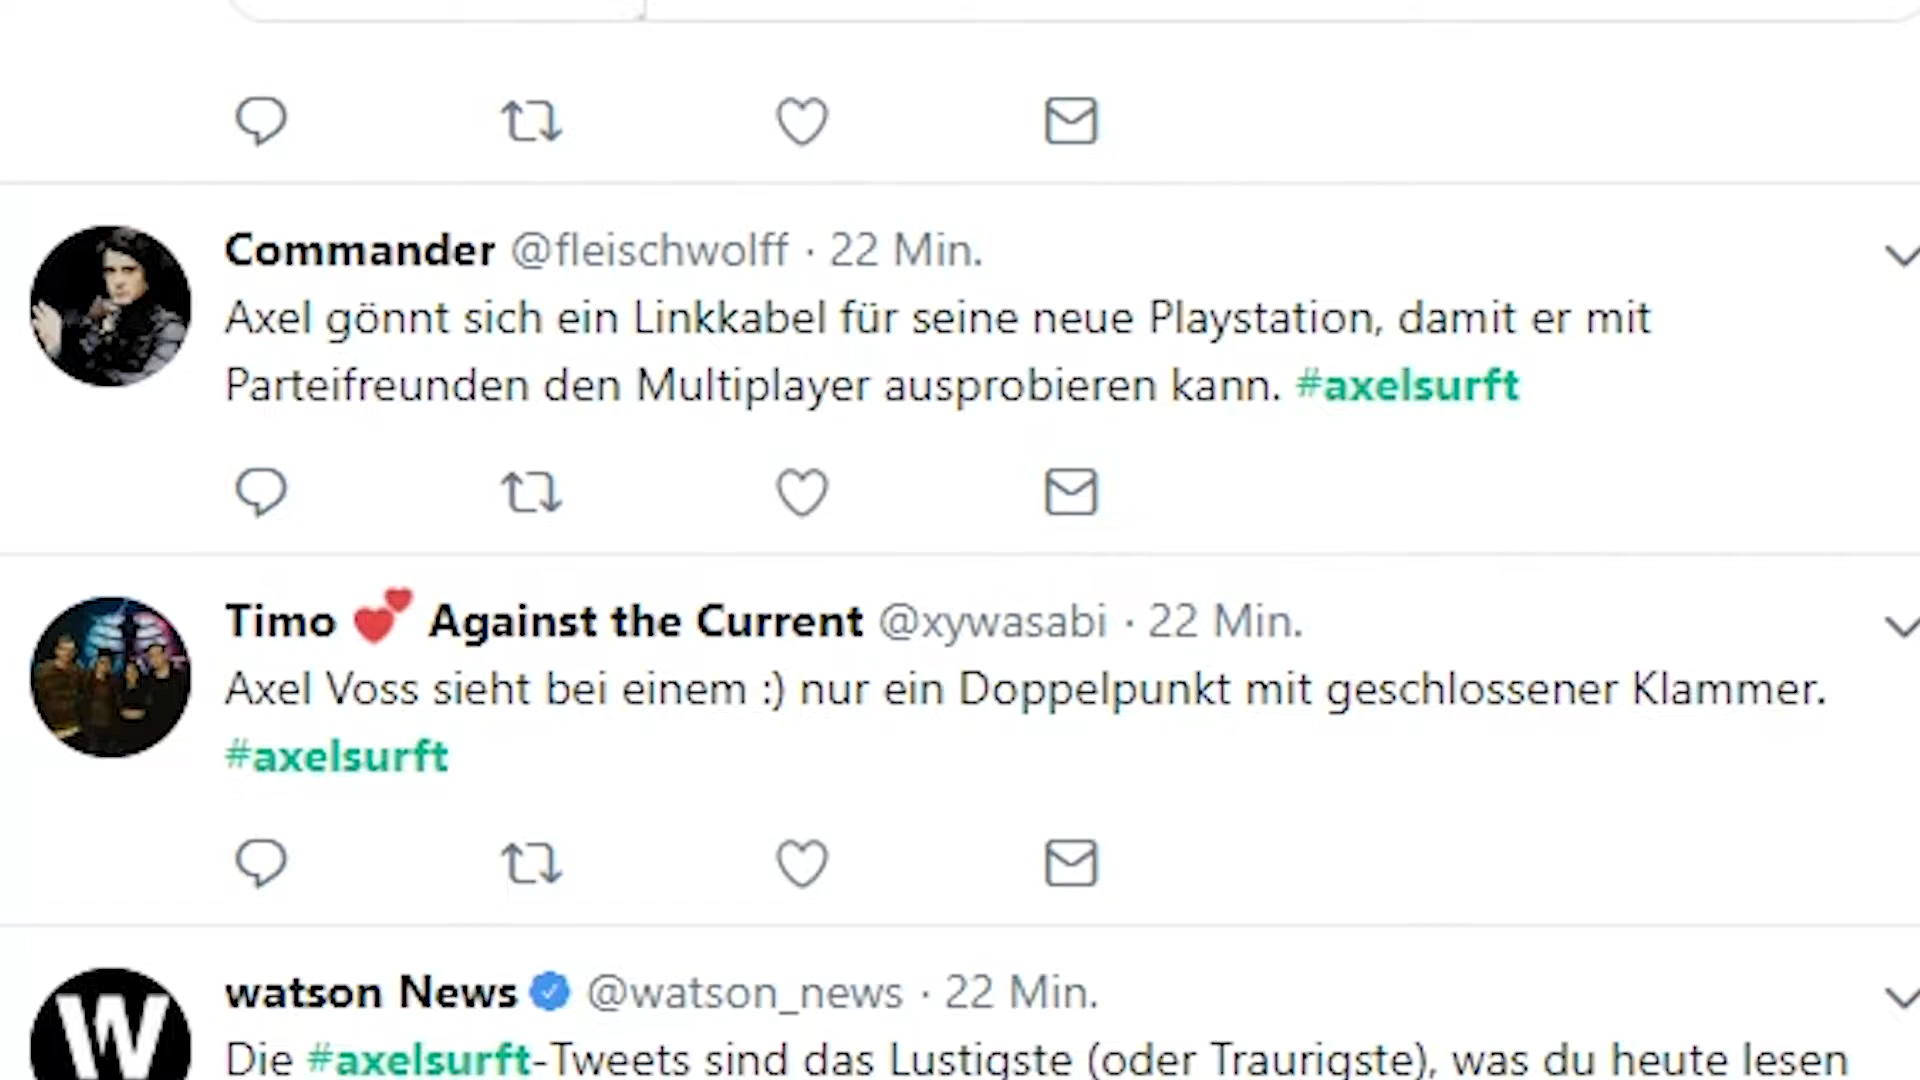 Commander @fleischwolff · 22 Min.
Axel gönnt sich ein Linkkabel für seine neue Playstation, damit er mit
Parteifreunden den Multiplayer ausprobieren kann. #axelsurft
Timo 💕 Against the Current @xywasabi · 22 Min.
Axel Voss sieht bei einem :) nur ein Doppelpunkt mit geschlossener Klammer.
#axelsurft
W
watson News @watson_news · 22 Min.
Die #axelsurft-Tweets sind das Lustigste (oder Traurigste), was du heute lesen